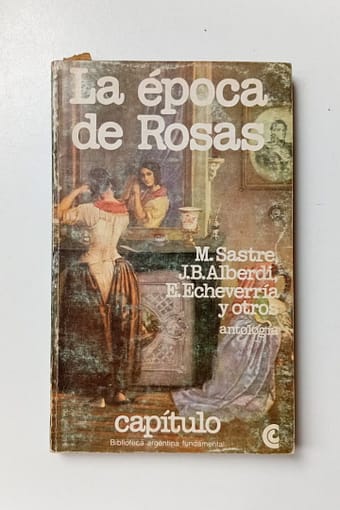 La época
de Rosas
M. Sastre,
J.B. Alberdi,
E. Echeverría
y otros
antología
capítulo
Biblioteca argentina fundamental